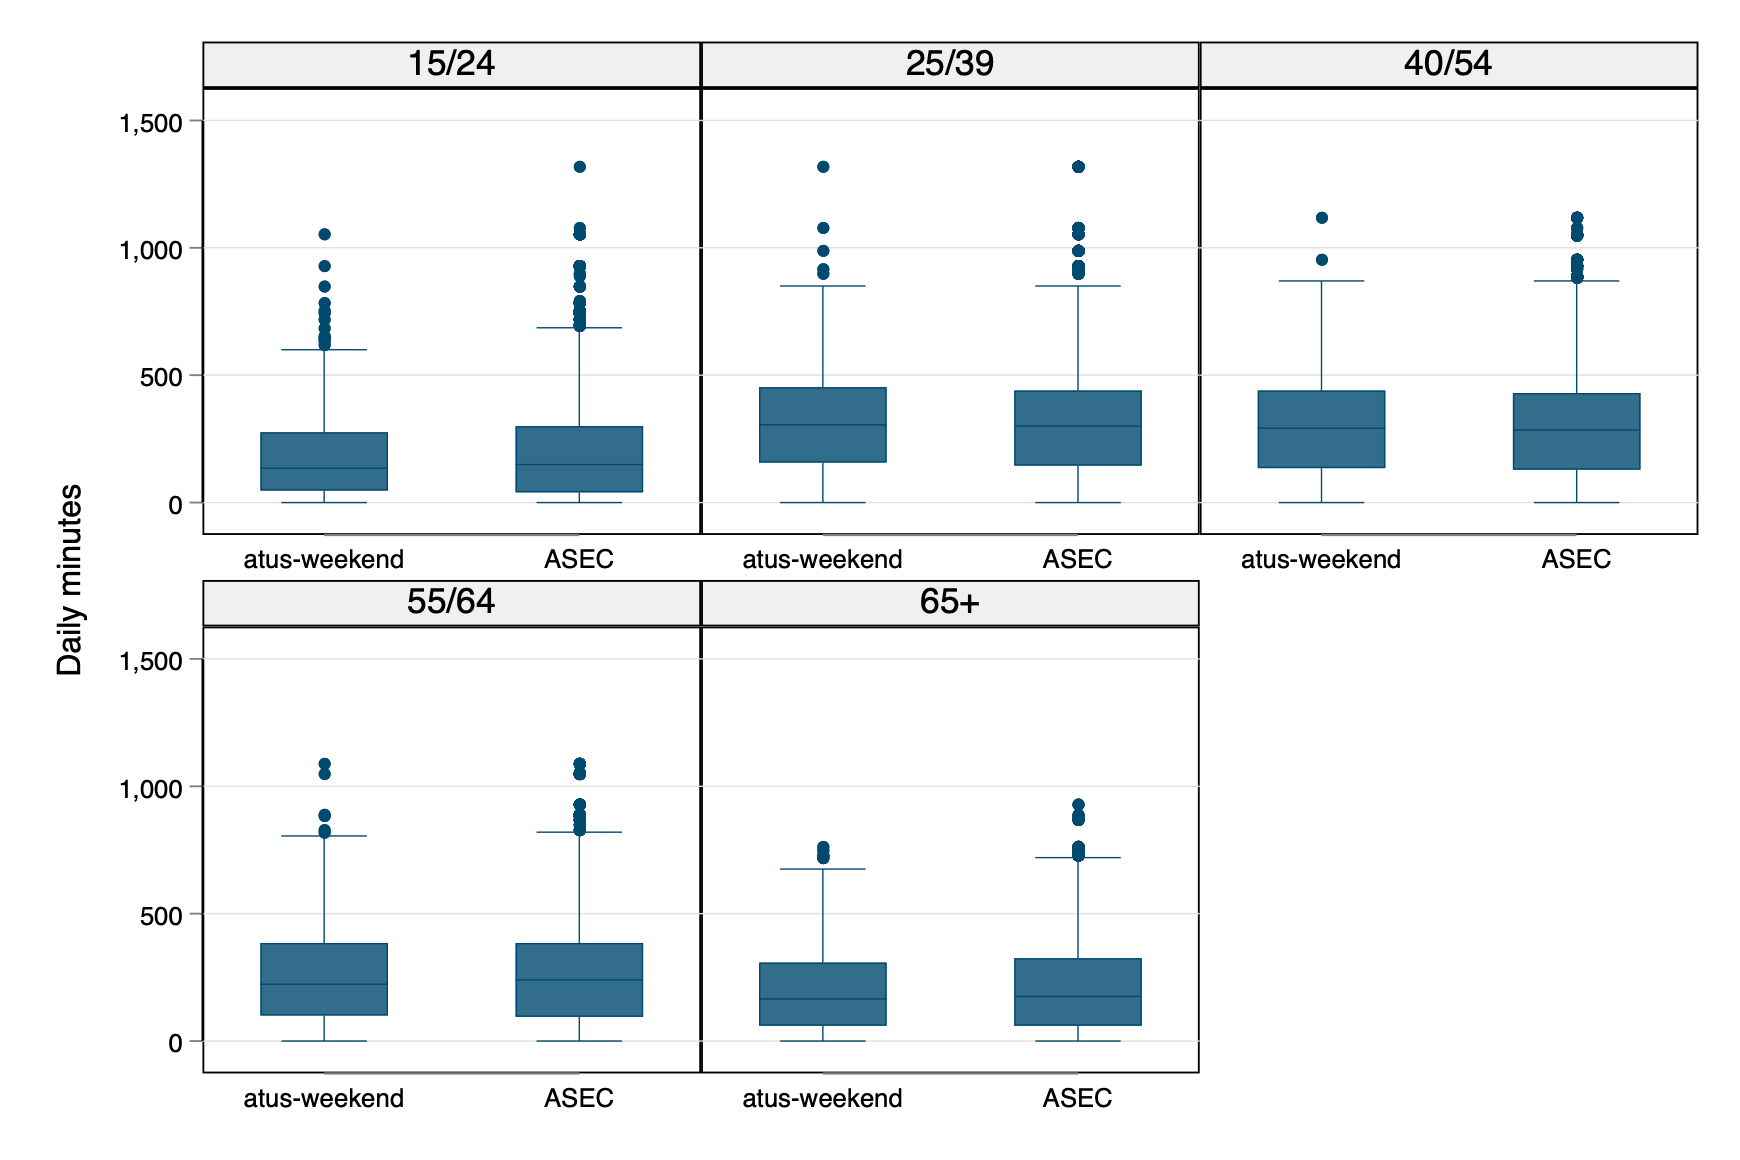 15/24
25/39
40/54
1,500
1,000
500
0
atus-weekend
ASEC
atus-weekend
ASEC
atus-weekend
ASEC
Daily minutes
55/64
65+
1,500
1,000
500
0
atus-weekend
ASEC
atus-weekend
ASEC